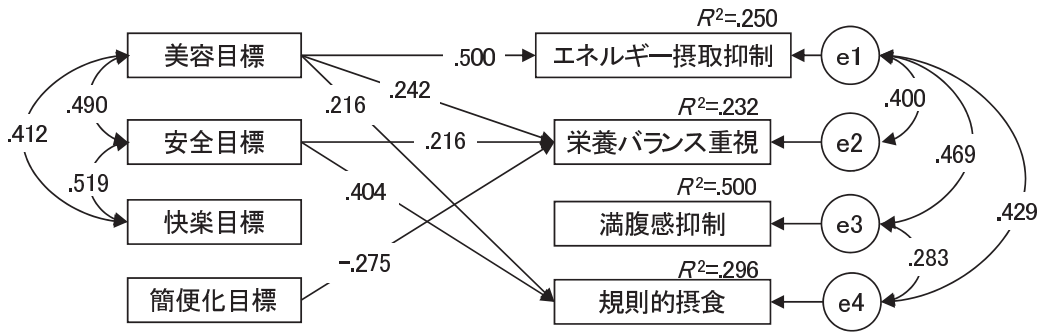 R²=.250
美容目標
.500
エネルギー摂取抑制
e1
.242
.490
.216
R²=.232
.400
.412
安全目標
.216
栄養バランス重視
e2
.519
.404
R²=.500
.469
快楽目標
満腹感抑制
e3
.429
-.275
R²=.296
.283
簡便化目標
規則的摂食
e4